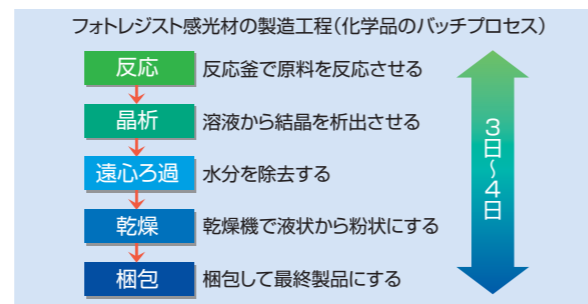 フォトレジスト感光材の製造工程（化学品のバッチプロセス）
反応 反応釜で原料を反応させる
晶析 溶液から結晶を析出させる
遠心ろ過 水分を除去する
乾燥 乾燥機で液状から粉状にする
梱包 梱包して最終製品にする
3日～4日